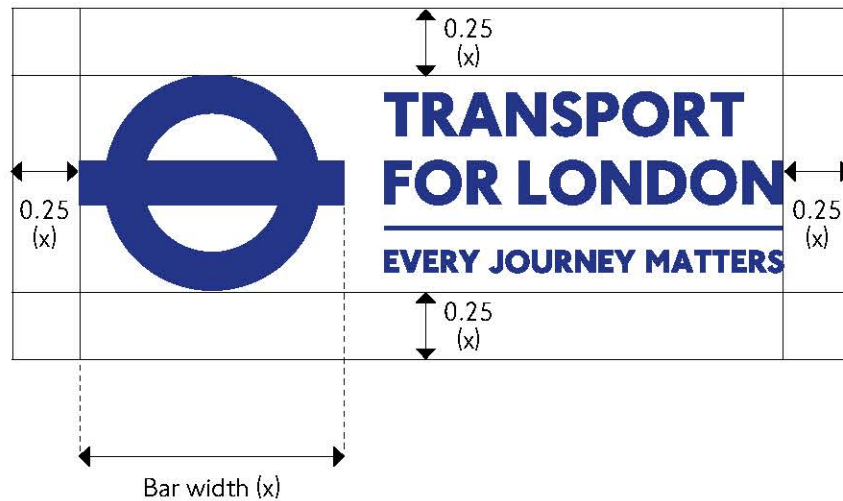 0.25
(x)
TRANSPORT
FOR LONDON
EVERY JOURNEY MATTERS
0.25
(x)
0.25
(x)
0.25
(x)
Bar width (x)